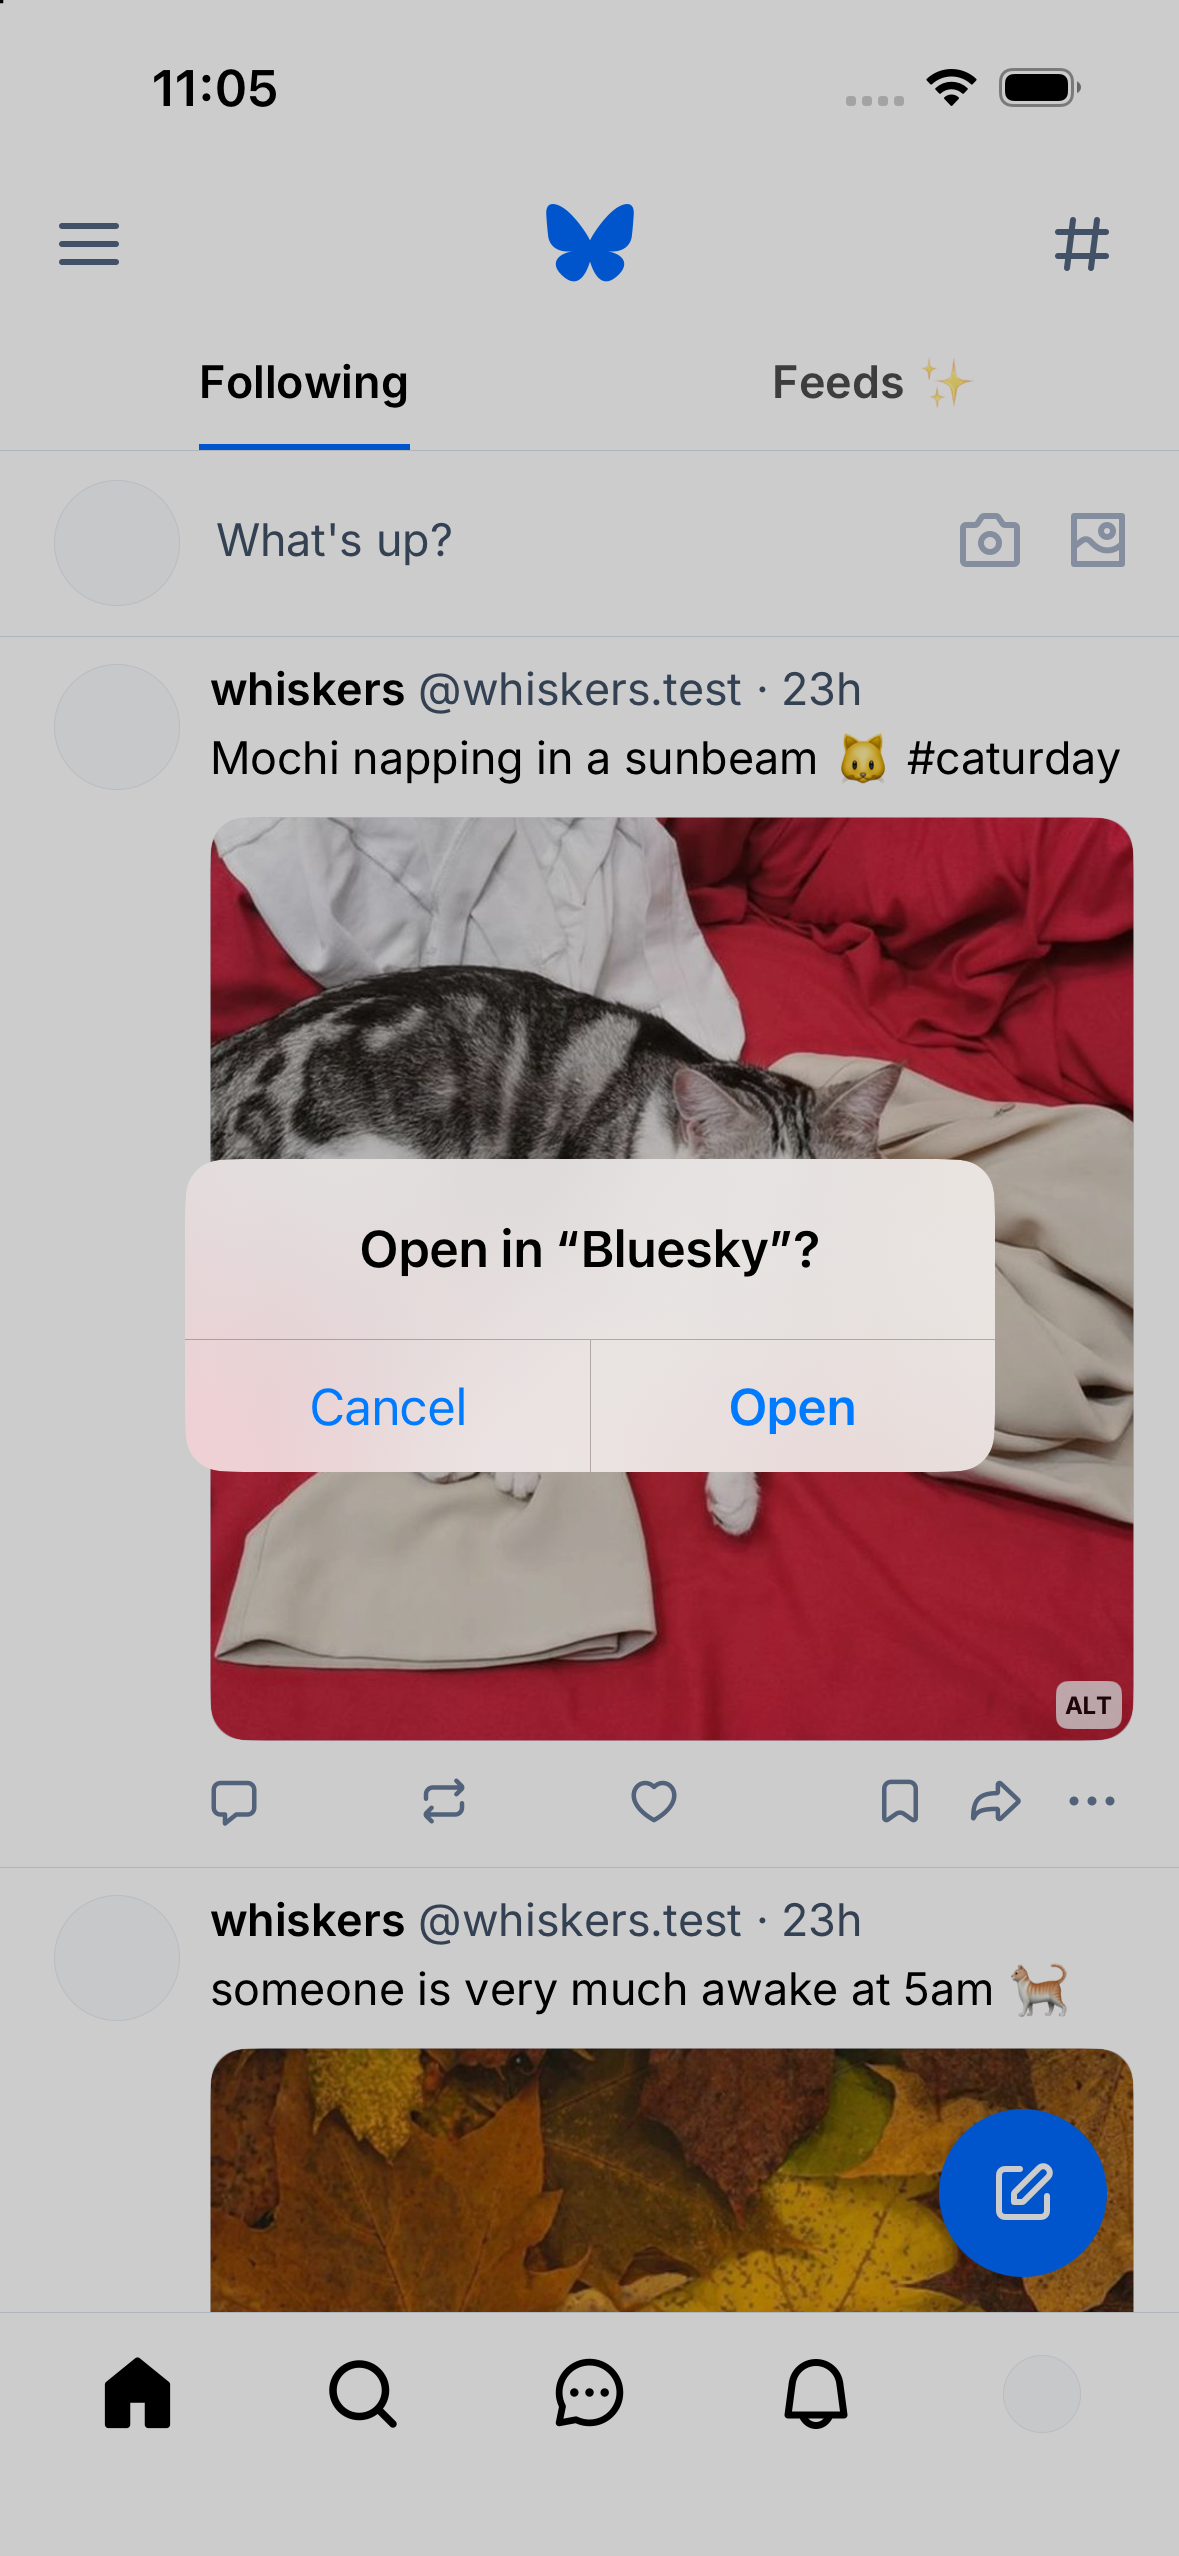 11:05
Following
Feeds ✨
What's up?
whiskers @whiskers.test · 23h
Mochi napping in a sunbeam 🐱 #caturday
Open in “Bluesky”?
Cancel
Open
ALT
whiskers @whiskers.test · 23h
someone is very much awake at 5am 🐈